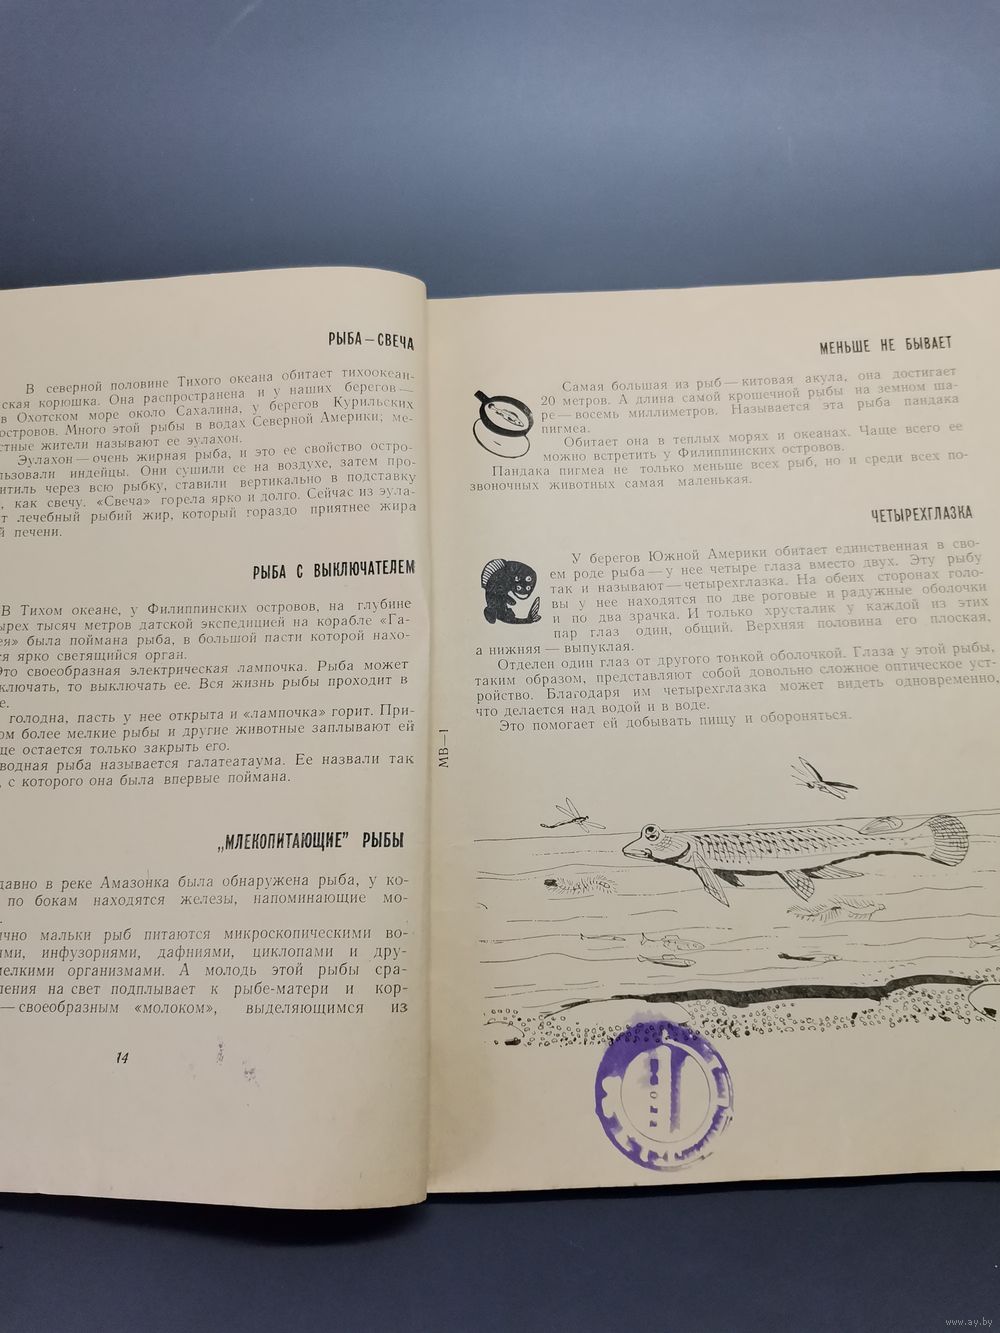 РЫБА—СВЕЧА
В северной половине Тихого океана обитает тихоокеан-
ская корюшка. Она распространена и у наших берегов—
в Охотском море около Сахалина, у берегов Курильских
островов. Много этой рыбы в водах Северной Америки; ме-
стные жители называют ее эулахон.
Эулахон—очень жирная рыба, и это ее свойство остро-
льзовали индейцы. Они сушили ее на воздухе, затем про-
итиль через всю рыбку, ставили вертикально в подставку
, как свечу. «Свеча» горела ярко и долго. Сейчас из эула-
т лечебный рыбий жир, который гораздо приятнее жира
й печени.
РЫБА С ВЫКЛЮЧАТЕЛЕМ
В Тихом океане, у Филиппинских островов, на глубине
ырех тысяч метров датской экспедицией на корабле «Га-
ея» была поймана рыба, в большой пасти которой нахо-
ся ярко светящийся орган.
Это своеобразная электрическая лампочка. Рыба может
ключать, то выключать ее. Вся жизнь рыбы проходит в
е.
голодна, пасть у нее открыта и «лампочка» горит. При-
ом более мелкие рыбы и другие животные заплывают ей
ще остается только закрыть его.
водная рыба называется галатеатаума. Ее назвали так
, с которого она была впервые поймана.
„МЛЕКОПИТАЮЩИЕ" РЫБЫ
давно в реке Амазонка была обнаружена рыба, у ко-
по бокам находятся железы, напоминающие мо-
.
ично мальки рыб питаются микроскопическими во-
ями, инфузориями, дафниями, циклопами и дру-
мелкими организмами. А молодь этой рыбы сра-
ления на свет подплывает к рыбе-матери и кор-
— своеобразным «молоком», выделяющимся из
14
МВ—1
МЕНЬШЕ НЕ БЫВАЕТ
Самая большая из рыб—китовая акула, она достигает
20 метров. А длина самой крошечной рыбы на земном ша-
ре—восемь миллиметров. Называется эта рыба пандака
пигмеа.
Обитает она в теплых морях и океанах. Чаще всего ее
можно встретить у Филиппинских островов.
Пандака пигмеа не только меньше всех рыб, но и среди всех по-
звоночных животных самая маленькая.
ЧЕТЫРЕХГЛАЗКА
У берегов Южной Америки обитает единственная в сво-
ем роде рыба—у нее четыре глаза вместо двух. Эту рыбу
так и называют—четырехглазка. На обеих сторонах голо-
вы у нее находятся по две роговые и радужные оболочки
и по два зрачка. И только хрусталик у каждой из этих
пар глаз один, общий. Верхняя половина его плоская,
а нижняя—выпуклая.
Отделен один глаз от другого тонкой оболочкой. Глаза у этой рыбы,
таким образом, представляют собой довольно сложное оптическое уст-
ройство. Благодаря им четырехглазка может видеть одновременно,
что делается над водой и в воде.
Это помогает ей добывать пищу и обороняться.
www.ay.by